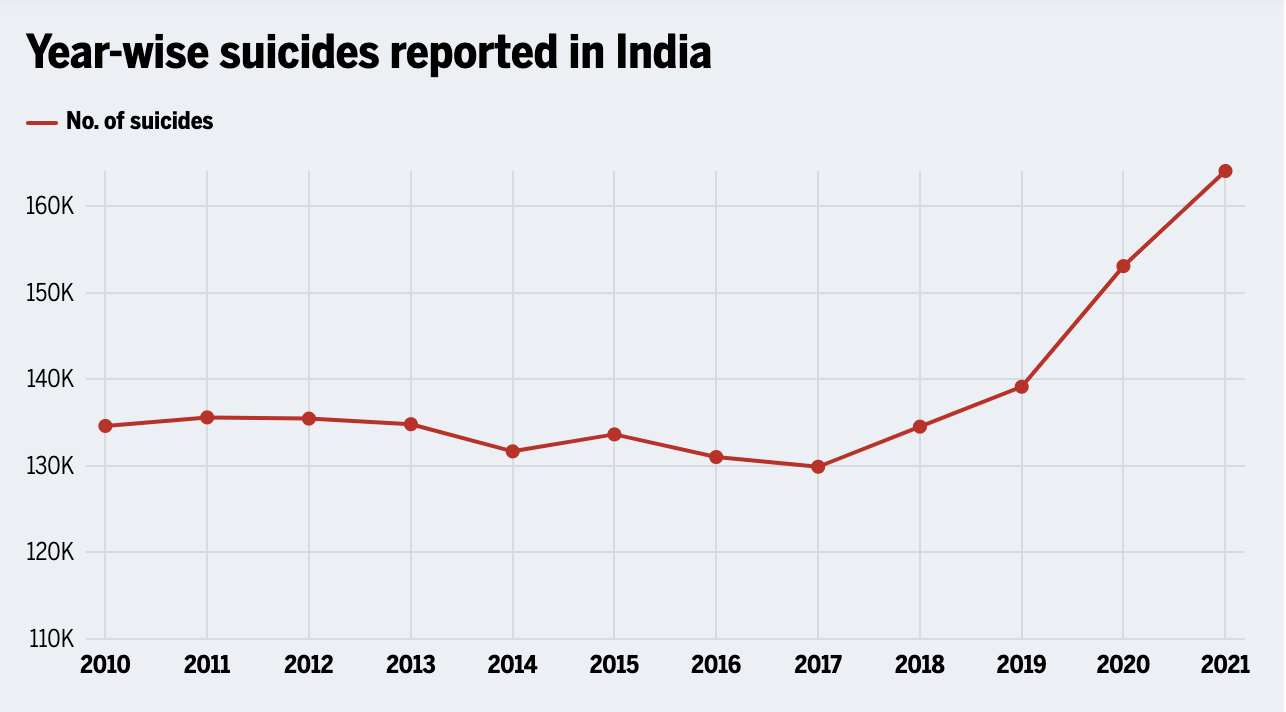 Year-wise suicides reported in India
No. of suicides
160K
150K
140K
130K
120K
110K
2010 2011 2012 2013 2014 2015 2016 2017 2018 2019 2020 2021